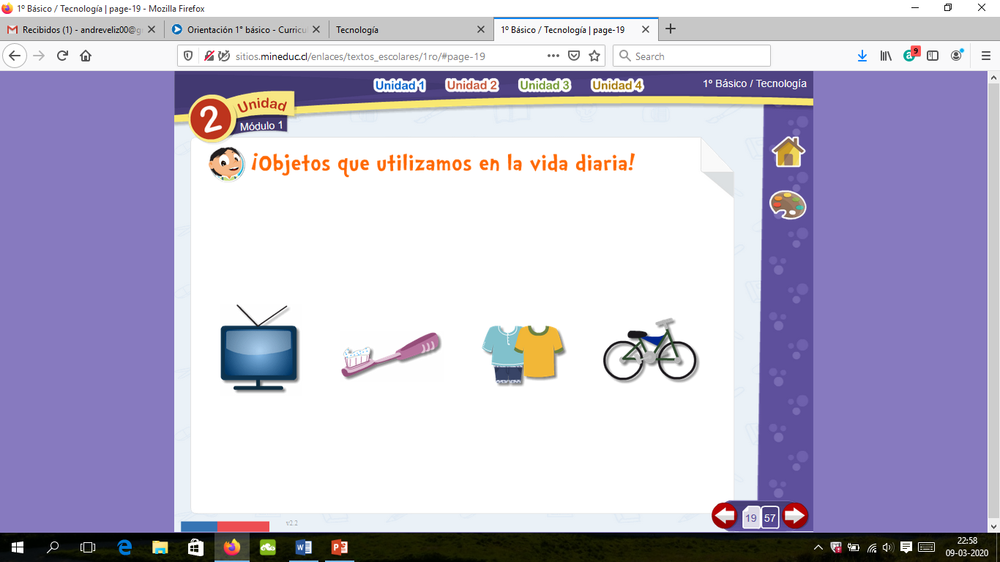 1º Básico / Tecnología | page-19 - Mozilla Firefox
Recibidos (1) - andreveliz00@g
Orientación 1° básico - Curricu
Tecnología
1º Básico / Tecnología | page-19
sitios.mineduc.cl/enlaces/textos_escolares/1ro/#page-19
Search
9
Unidad 1
Unidad 2
Unidad 3
Unidad 4
1º Básico / Tecnología
2
Unidad
Módulo 1
¡Objetos que utilizamos en la vida diaria!
19
57
v2.2
22:58
09-03-2020